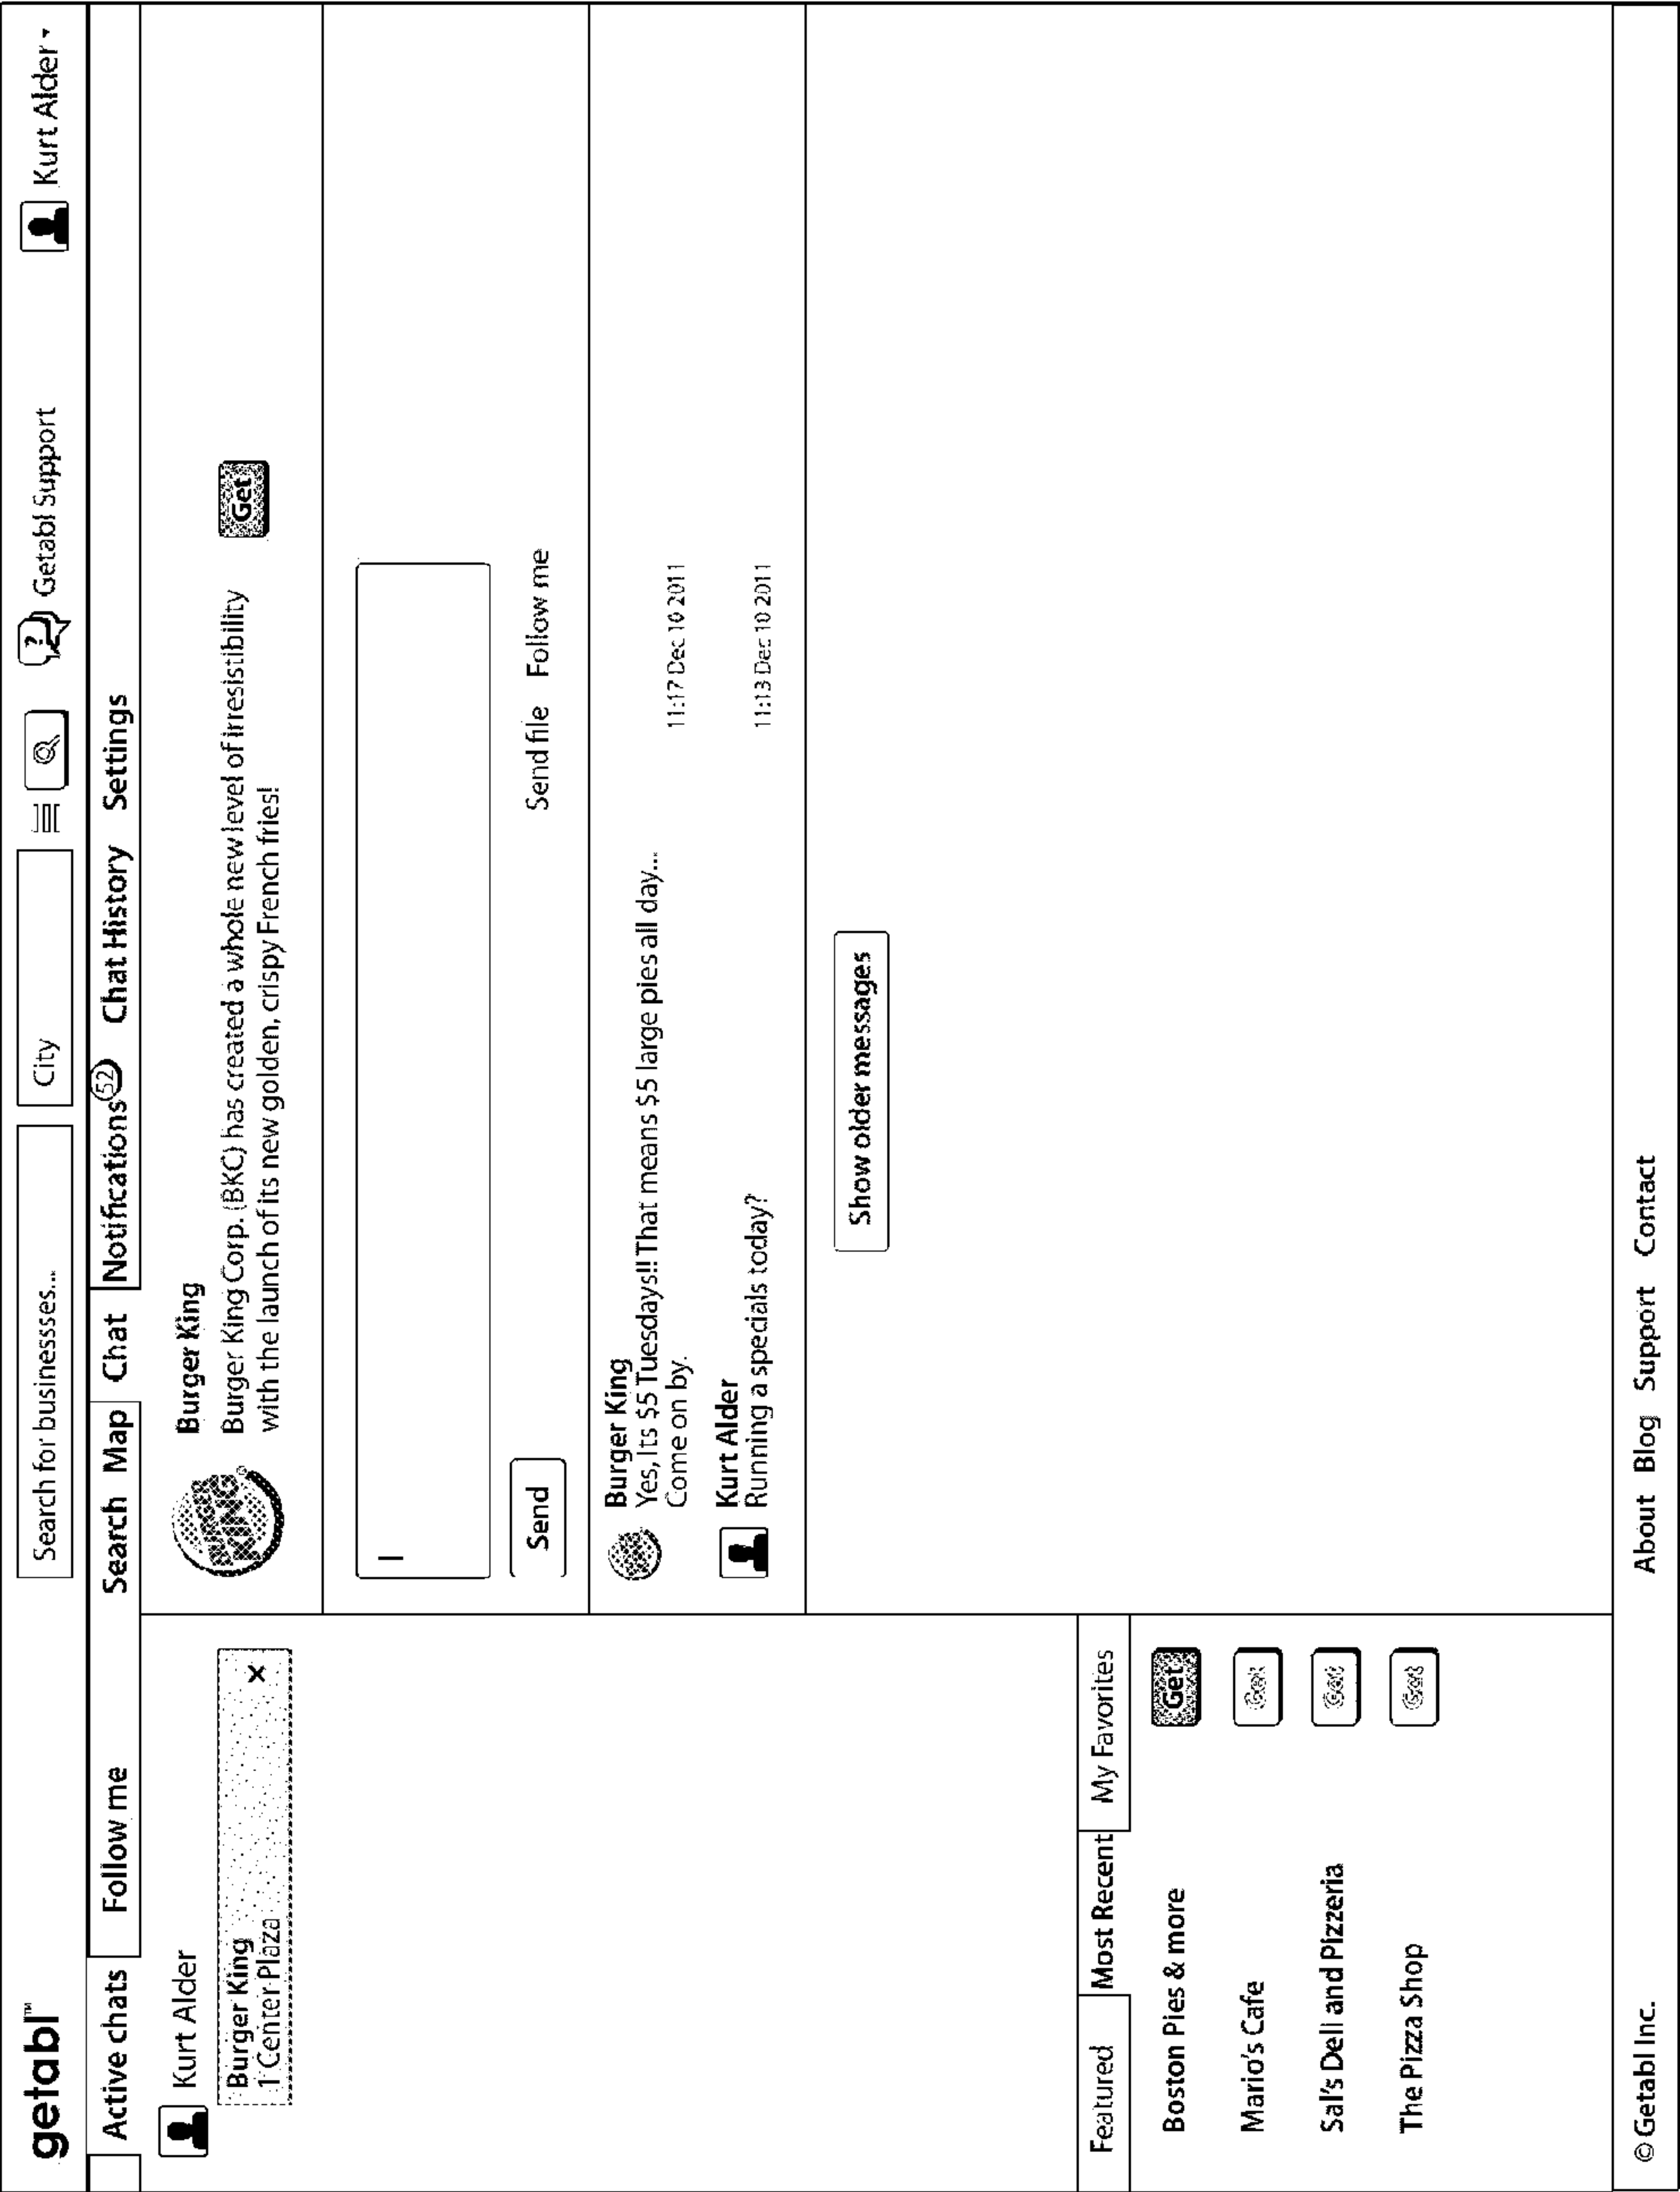 getabl™
Search for businessses...
City
Getabl Support
Kurt Alder
Active chats
Follow me
Search Map Chat Notifications 52 Chat History Settings
Kurt Alder
Burger King
1 Center Plaza
x
Featured Most Recent My Favorites
Boston Pies & more Get
Mario's Cafe Get
Sal's Deli and Pizzeria Get
The Pizza Shop Get
Burger King
Burger King Corp. (BKC) has created a whole new level of irresistibility
with the launch of its new golden, crispy French fries!
Get
KING
Send
Send file Follow me
Burger King
Yes, Its $5 Tuesdays!! That means $5 large pies all day...
Come on by.
11:17 Dec 10 2011
Kurt Alder
Running a specials today?
11:13 Dec 10 2011
Show older messages
© Getabl Inc.
About Blog Support Contact